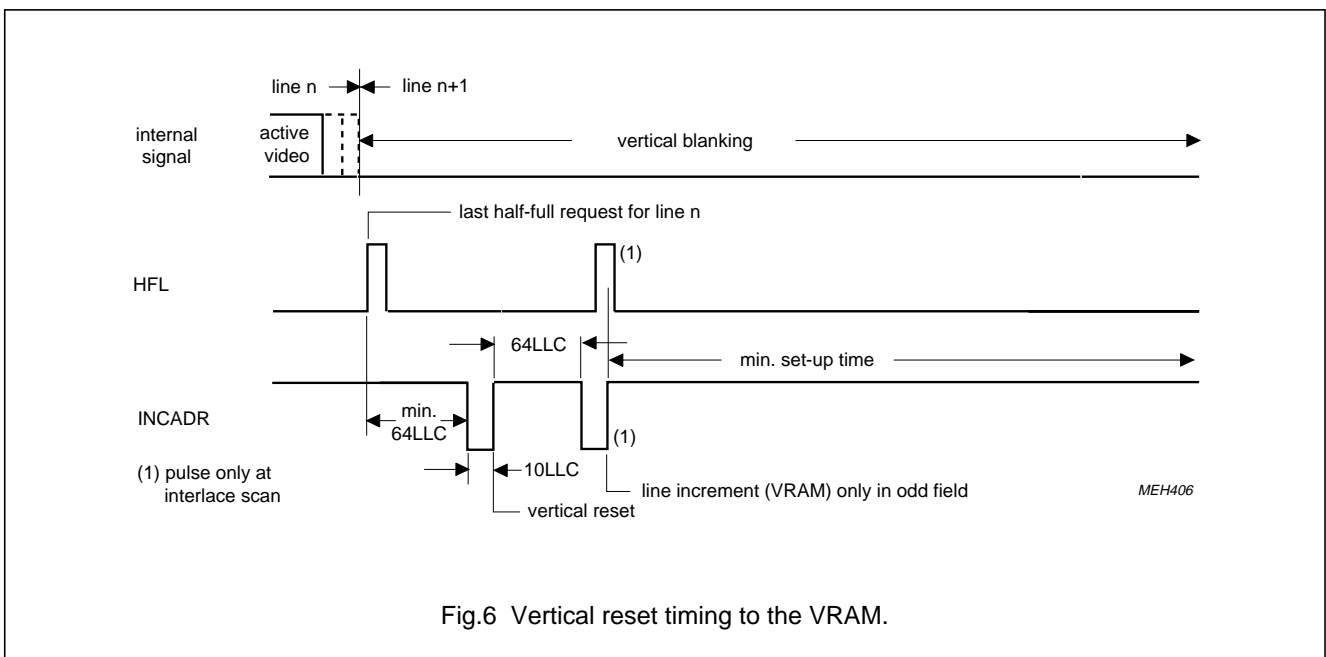 line n
line n+1
internal
signal
active
video
vertical blanking
last half-full request for line n
(1)
HFL
64LLC
min. set-up time
INCADR
min.
64LLC
(1)
(1) pulse only at
interlace scan
10LLC
line increment (VRAM) only in odd field
MEH406
vertical reset
Fig.6 Vertical reset timing to the VRAM.